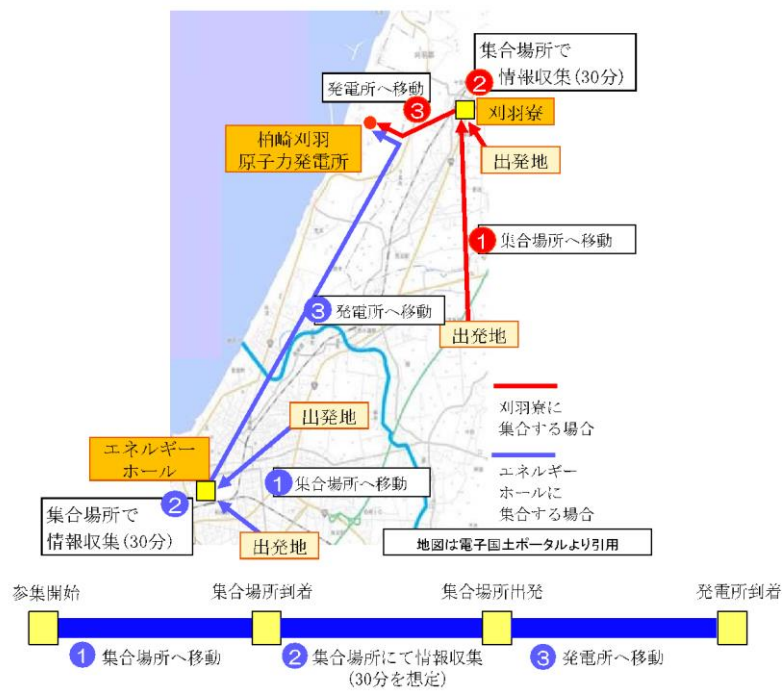 集合場所で
情報収集(30分)
②
発電所へ移動
③
刈羽寮
柏崎刈羽
原子力発電所
出発地
①
集合場所へ移動
③
発電所へ移動
出発地
出発地
刈羽寮に
集合する場合
エネルギー
ホール
エネルギー
ホールに
集合する場合
①
集合場所へ移動
②
集合場所で
情報収集(30分)
出発地
地図は電子国土ポータルより引用
参集開始
集合場所到着
集合場所出発
発電所到着
① 集合場所へ移動
② 集合場所にて情報収集
(30分を想定)
③ 発電所へ移動